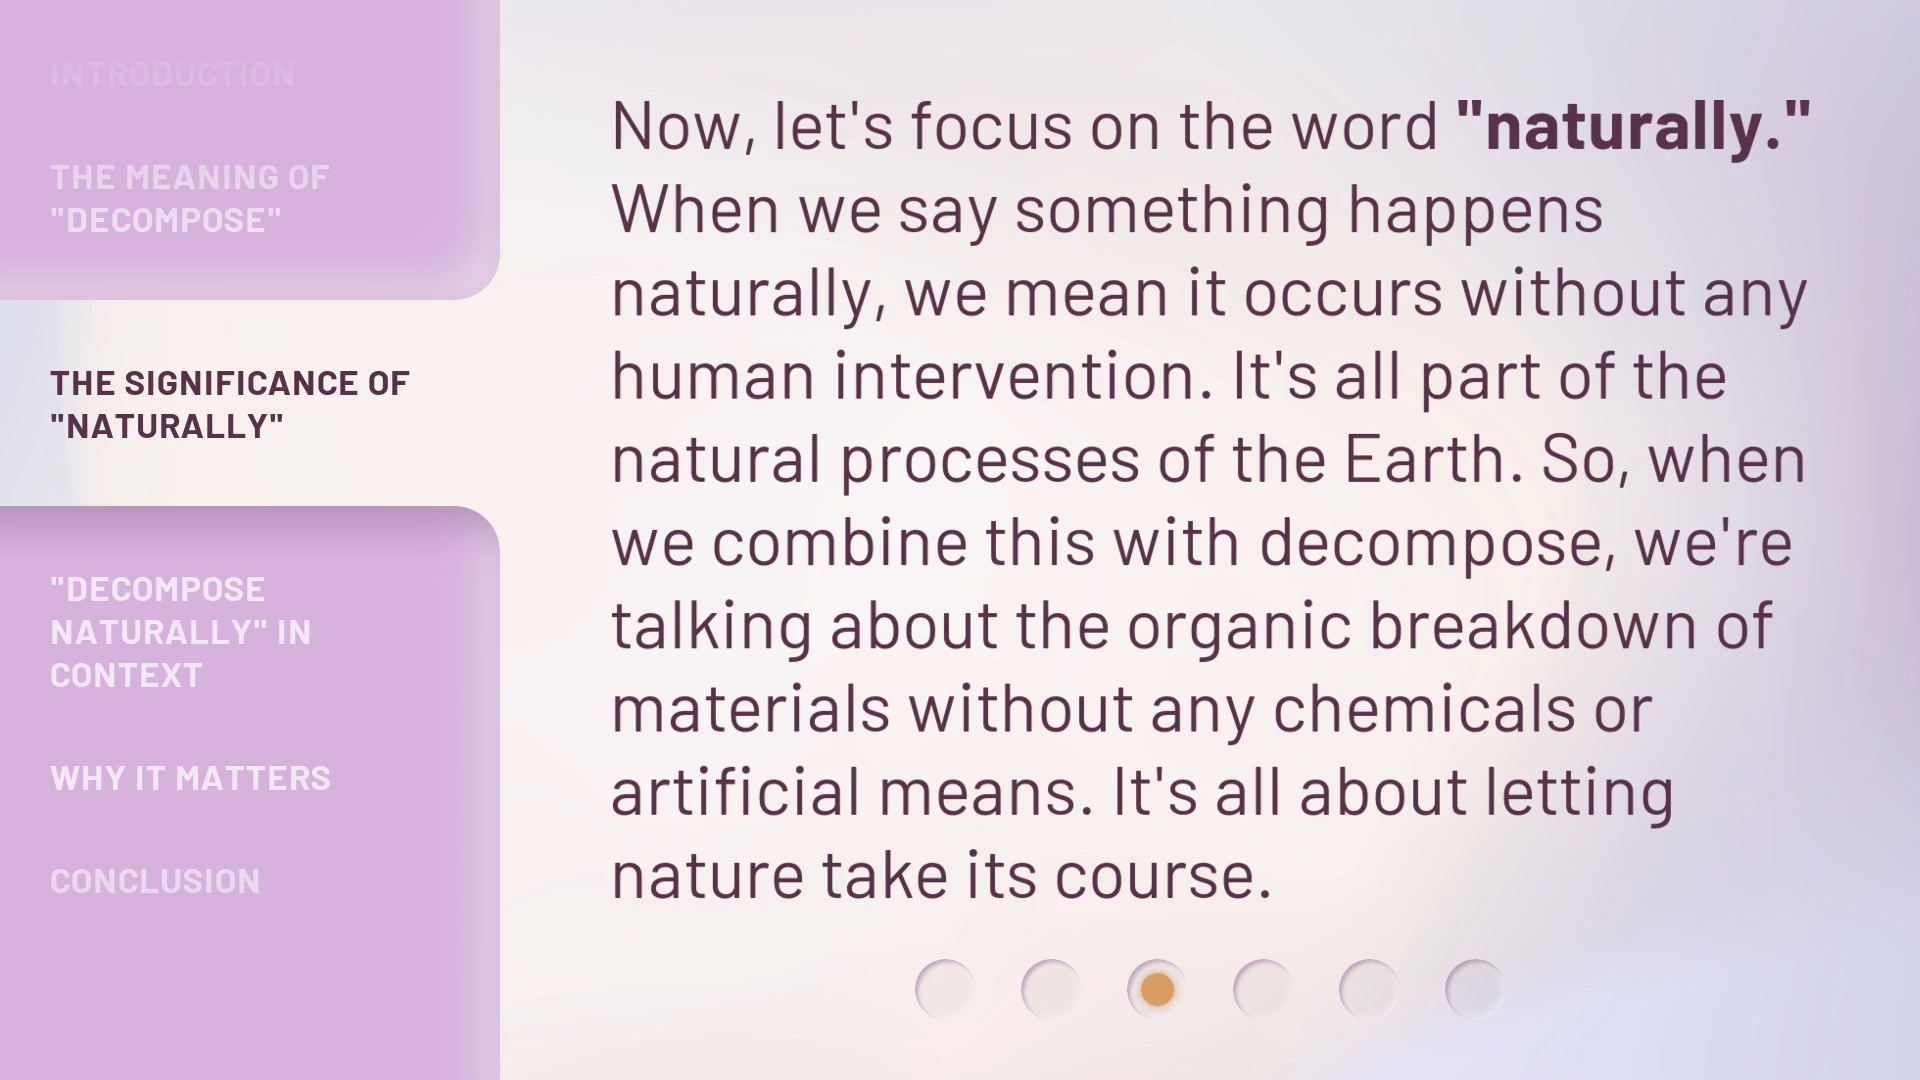 INTRODUCTION
THE MEANING OF
"DECOMPOSE"
THE SIGNIFICANCE OF
"NATURALLY"
"DECOMPOSE
NATURALLY" IN
CONTEXT
WHY IT MATTERS
CONCLUSION
Now, let's focus on the word "naturally."
When we say something happens
naturally, we mean it occurs without any
human intervention. It's all part of the
natural processes of the Earth. So, when
we combine this with decompose, we're
talking about the organic breakdown of
materials without any chemicals or
artificial means. It's all about letting
nature take its course.